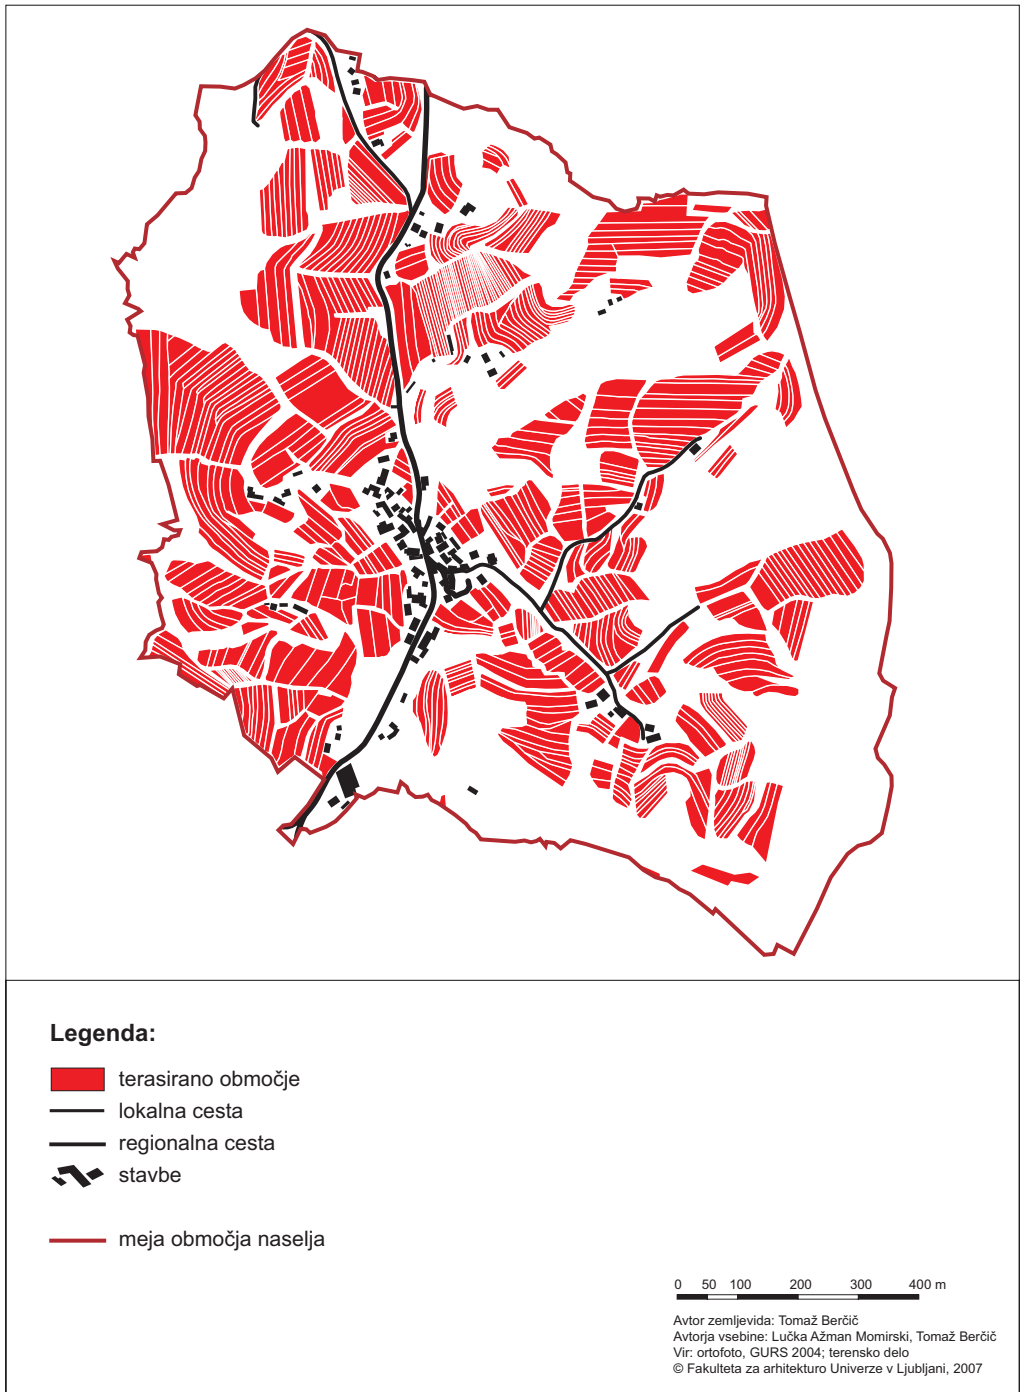 Legenda:
terasirano območje
lokalna cesta
regionalna cesta
stavbe
meja območja naselja
0 50 100 200 300 400 m
Avtor zemljevida: Tomaž Berčič
Avtorja vsebine: Lučka Ažman Momirski, Tomaž Berčič
Vir: ortofoto, GURS 2004; terensko delo
© Fakulteta za arhitekturo Univerze v Ljubljani, 2007